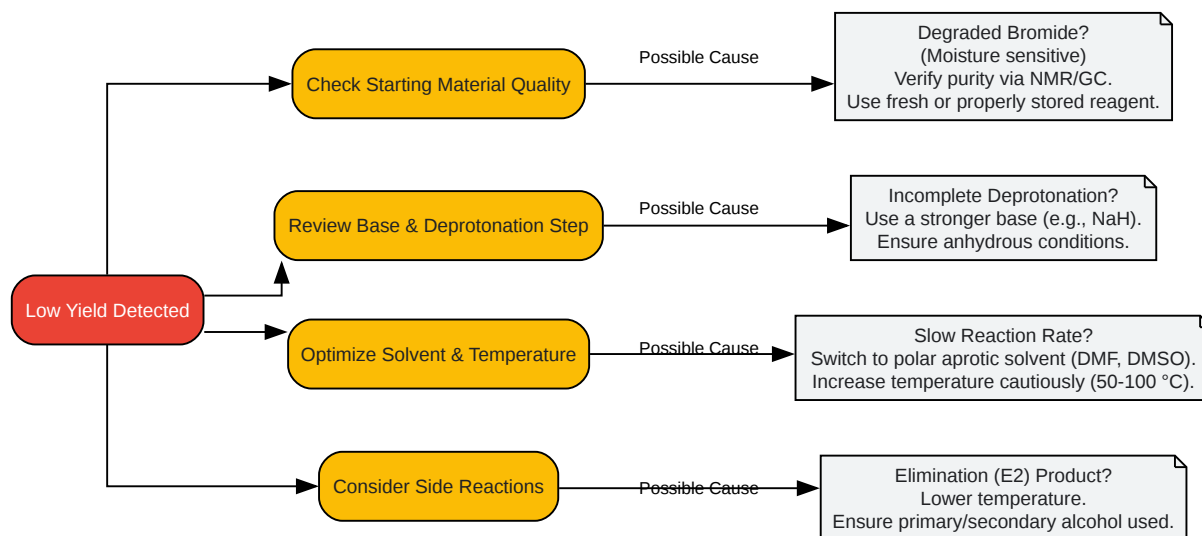 Low Yield Detected
Check Starting Material Quality
Possible Cause
Degraded Bromide?
(Moisture sensitive)
Verify purity via NMR/GC.
Use fresh or properly stored reagent.
Review Base & Deprotonation Step
Possible Cause
Incomplete Deprotonation?
Use a stronger base (e.g., NaH).
Ensure anhydrous conditions.
Optimize Solvent & Temperature
Possible Cause
Slow Reaction Rate?
Switch to polar aprotic solvent (DMF, DMSO).
Increase temperature cautiously (50-100 °C).
Consider Side Reactions
Possible Cause
Elimination (E2) Product?
Lower temperature.
Ensure primary/secondary alcohol used.